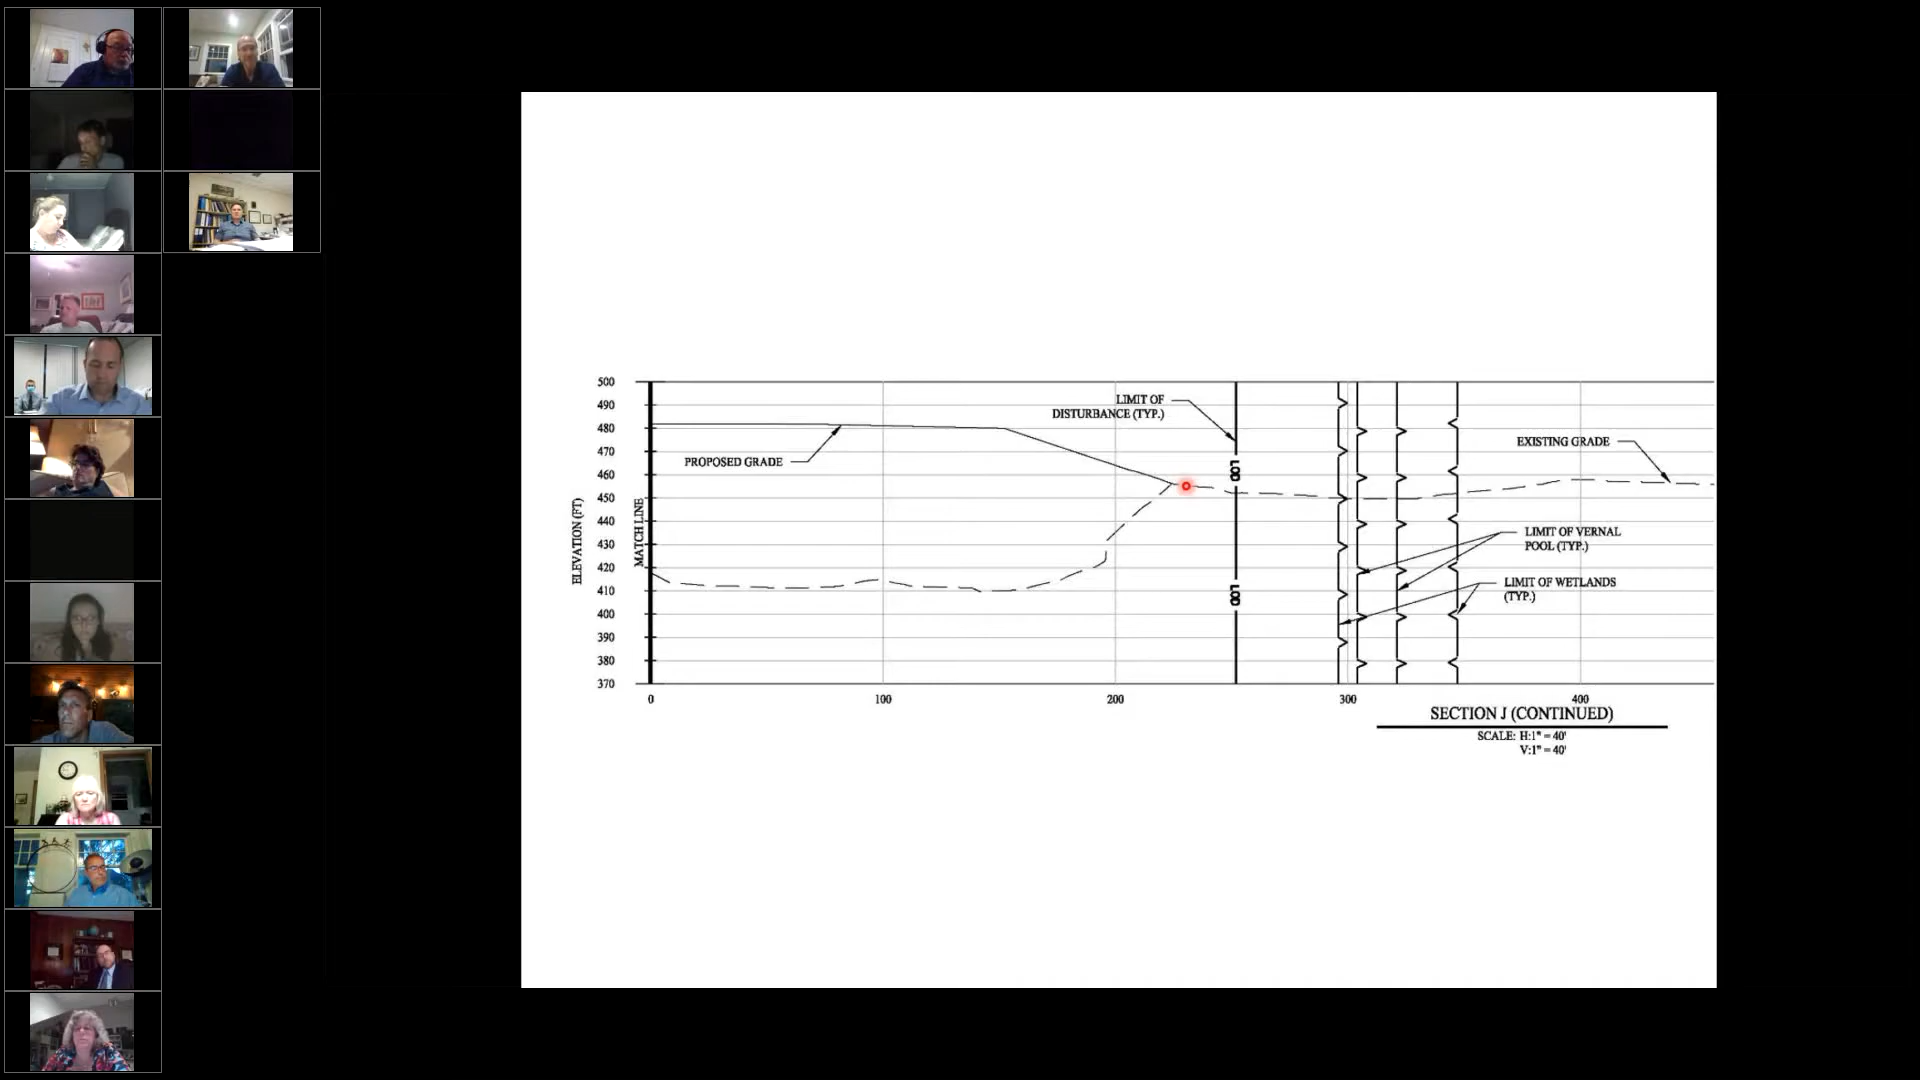 500
490
480
470
460
450
440
430
420
410
400
390
380
370
ELEVATION (FT)
MATCH LINE
PROPOSED GRADE
LIMIT OF
DISTURBANCE (TYP.)
LOD
LOD
EXISTING GRADE
LIMIT OF VERNAL
POOL (TYP.)
LIMIT OF WETLANDS
(TYP.)
0 100 200 300 400
SECTION J (CONTINUED)
SCALE: H:1" = 40'
V:1" = 40'